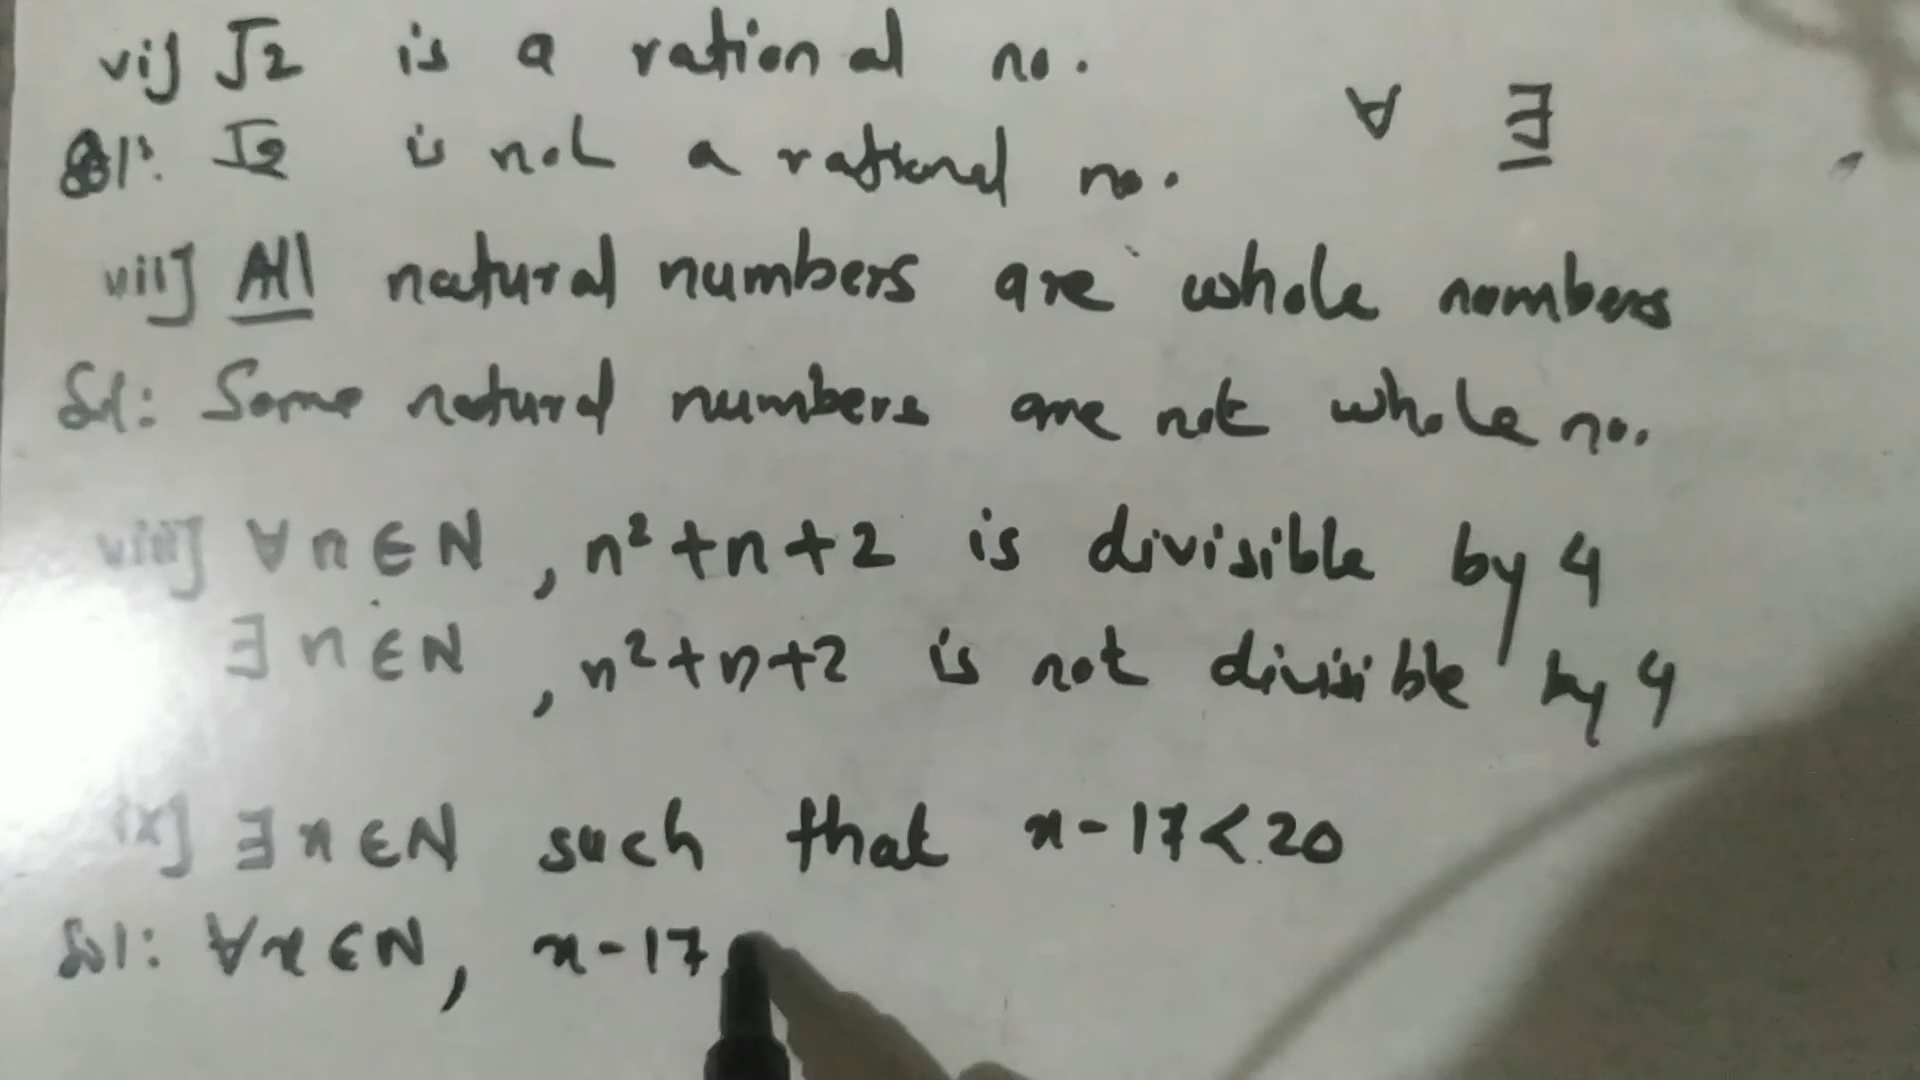 vi] √2 is a rational no.
∀ ∃
Sol: √2 is not a rational no.
vii] All natural numbers are whole numbers
Sol: Some natural numbers are not whole no.
viii] ∀ n ∈ N, n²+n+2 is divisible by 4
∃ n ∈ N, n²+n+2 is not divisible by 4
ix] ∃ x ∈ N such that x-17<20
Sol: ∀ x ∈ N, x-17